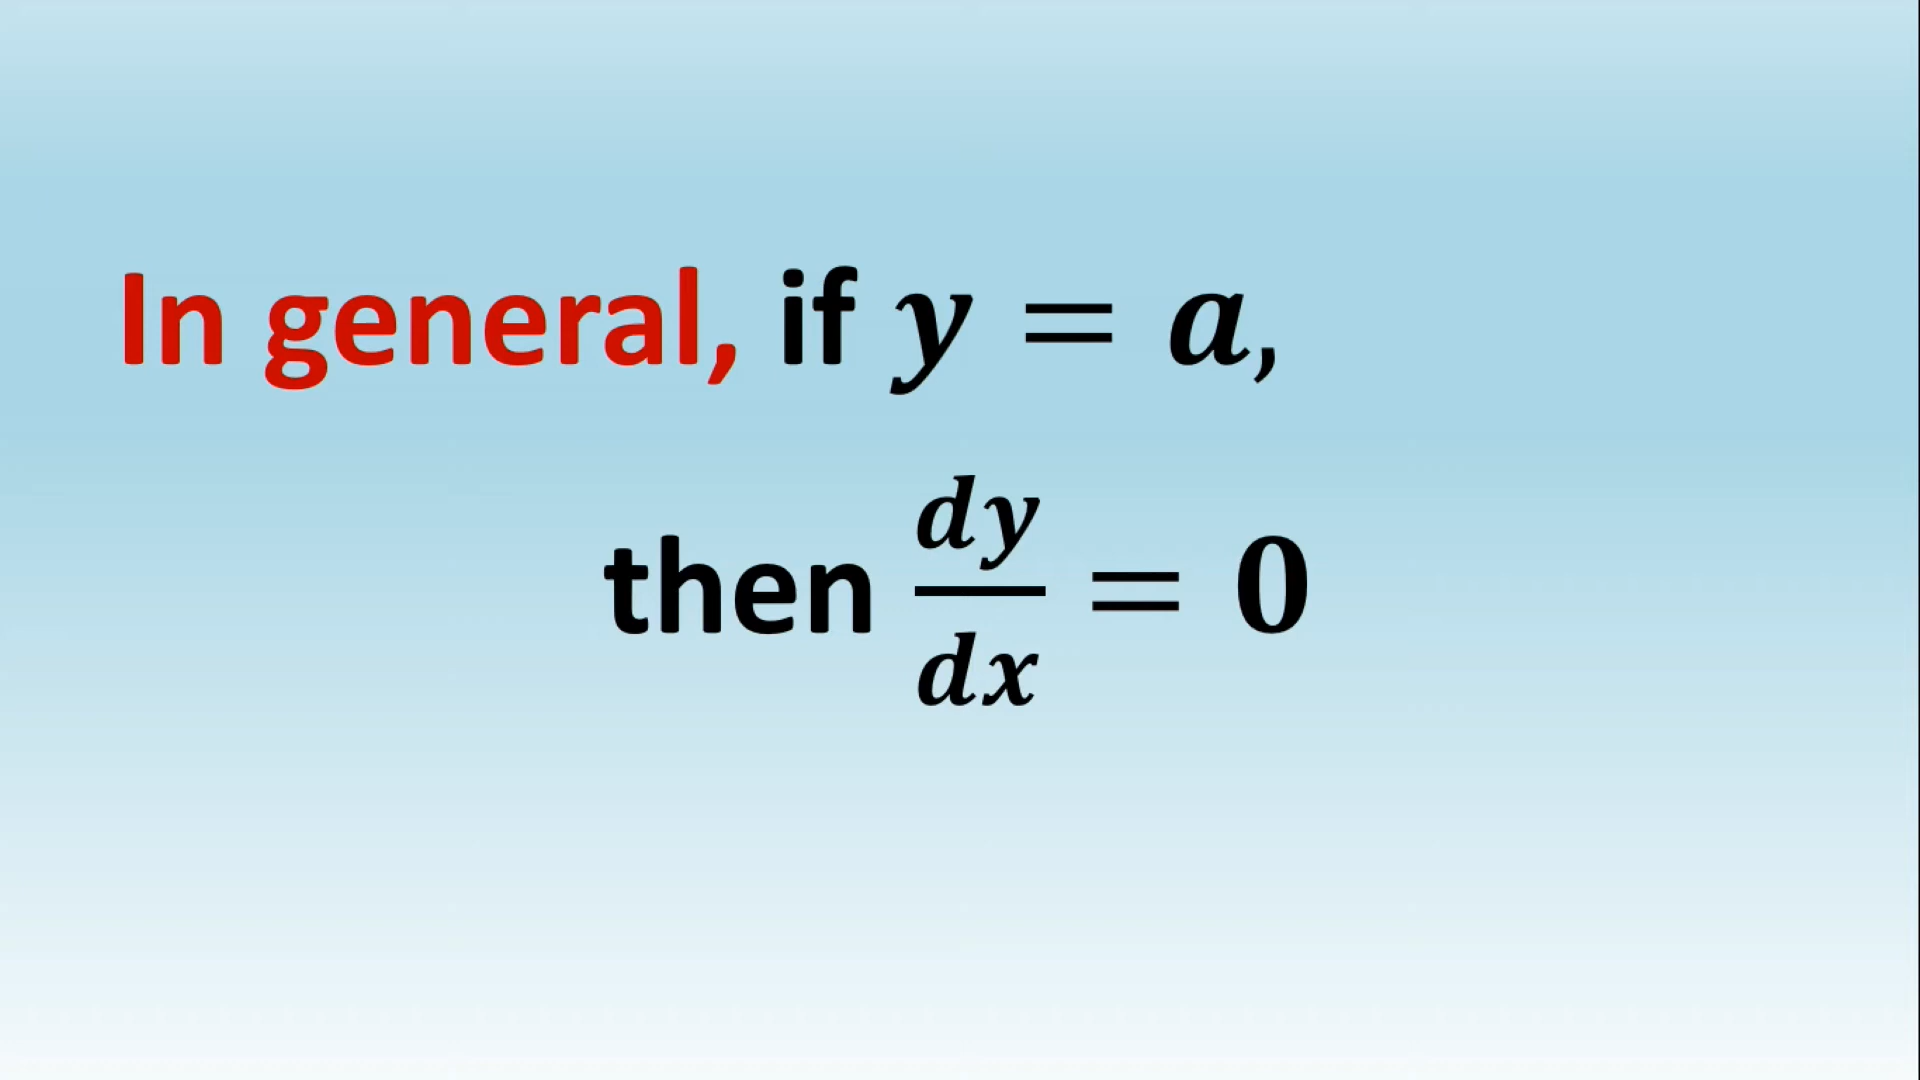 In general, if y = a,
then dy/dx = 0